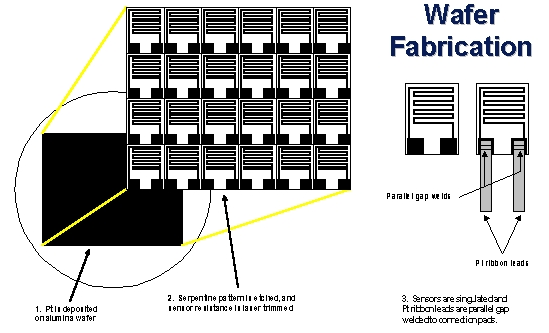 Wafer
Fabrication
Parallel gap welds
Pt ribbon leads
1. Pt is deposited
on alumina wafer
2. Serpentine pattern is etched, and
sensor resistance is laser trimmed
3. Sensors are singulated and
Pt ribbon leads are parallel gap
welded to connection pads.